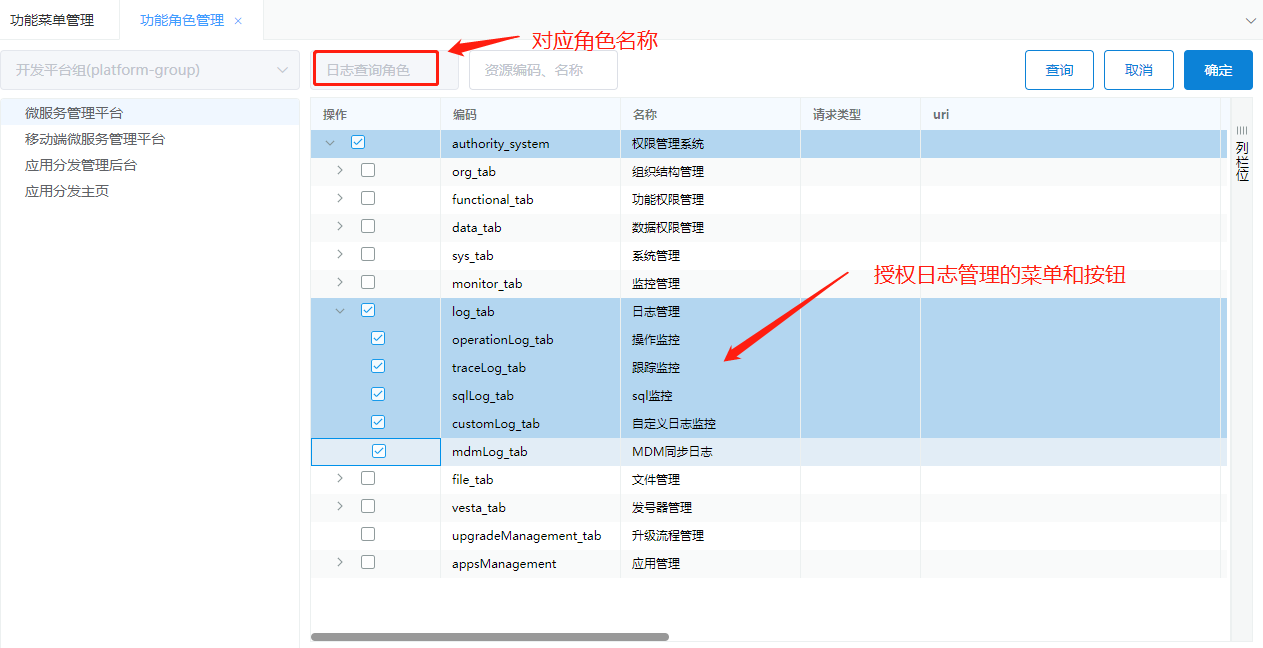 功能菜单管理 功能角色管理 ×
对应角色名称
开发平台组(platform-group) 日志查询角色 资源编码、名称 查询 取消 确定
微服务管理平台
移动端微服务管理平台
应用分发管理后台
应用分发主页
操作 编码 名称 请求类型 uri
authority_system 权限管理系统
org_tab 组织结构管理
functional_tab 功能权限管理
data_tab 数据权限管理
sys_tab 系统管理
monitor_tab 监控管理
log_tab 日志管理
operationLog_tab 操作监控
traceLog_tab 跟踪监控
sqlLog_tab sql监控
customLog_tab 自定义日志监控
mdmLog_tab MDM同步日志
file_tab 文件管理
vesta_tab 发号器管理
upgradeManagement_tab 升级流程管理
appsManagement 应用管理
授权日志管理的菜单和按钮
列栏位